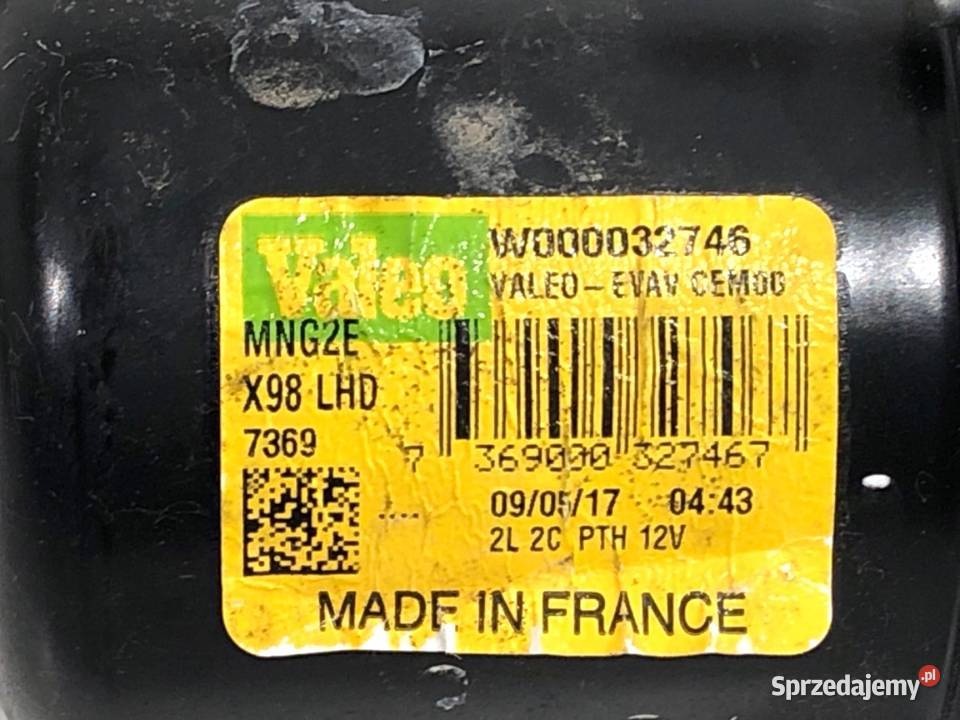 Valeo
W000032746
VALEO - EVAV CEM00
MNG2E
X98 LHD
7369
7 369000 327467
09/05/17 04:43
2L 2C PTH 12V
MADE IN FRANCE
Sprzedajemy.pl